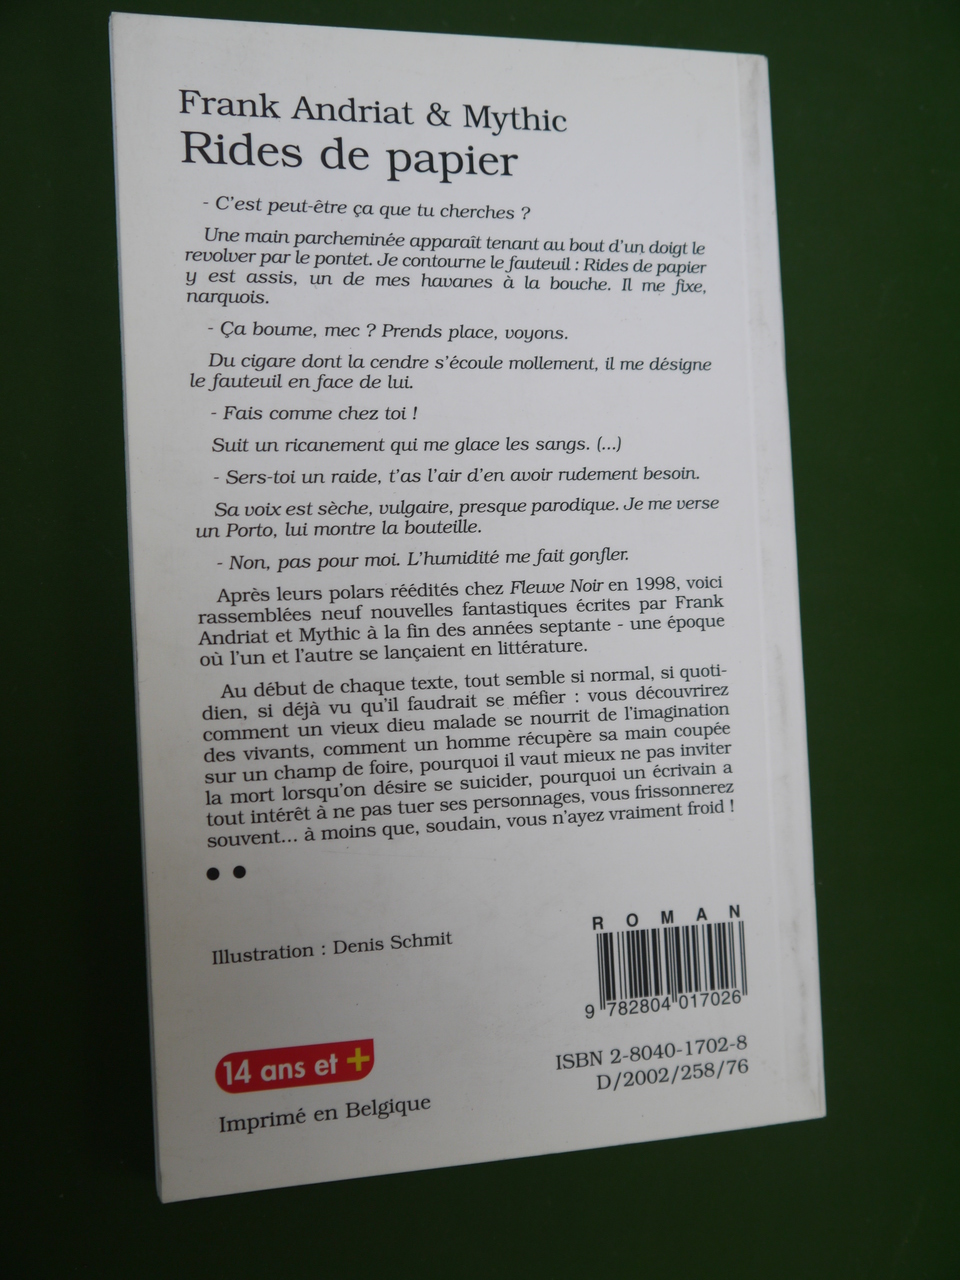 Frank Andriat & Mythic
Rides de papier
- C'est peut-être ça que tu cherches ?
Une main parcheminée apparaît tenant au bout d'un doigt le
revolver par le pontet. Je contourne le fauteuil : Rides de papier
y est assis, un de mes havanes à la bouche. Il me fixe,
narquois.
- Ça boume, mec ? Prends place, voyons.
Du cigare dont la cendre s'écoule mollement, il me désigne
le fauteuil en face de lui.
- Fais comme chez toi !
Suit un ricanement qui me glace les sangs. (...)
- Sers-toi un raide, t'as l'air d'en avoir rudement besoin.
Sa voix est sèche, vulgaire, presque parodique. Je me verse
un Porto, lui montre la bouteille.
- Non, pas pour moi. L'humidité me fait gonfler.
Après leurs polars réédités chez Fleuve Noir en 1998, voici
rassemblées neuf nouvelles fantastiques écrites par Frank
Andriat et Mythic à la fin des années septante - une époque
où l'un et l'autre se lançaient en littérature.
Au début de chaque texte, tout semble si normal, si quoti-
dien, si déjà vu qu'il faudrait se méfier : vous découvrirez
comment un vieux dieu malade se nourrit de l'imagination
des vivants, comment un homme récupère sa main coupée
sur un champ de foire, pourquoi il vaut mieux ne pas inviter
la mort lorsqu'on désire se suicider, pourquoi un écrivain a
tout intérêt à ne pas tuer ses personnages, vous frissonnerez
souvent... à moins que, soudain, vous n'ayez vraiment froid !
● ●
Illustration : Denis Schmit
ROMAN
9 782804 017026
ISBN 2-8040-1702-8
D/2002/258/76
14 ans et +
Imprimé en Belgique